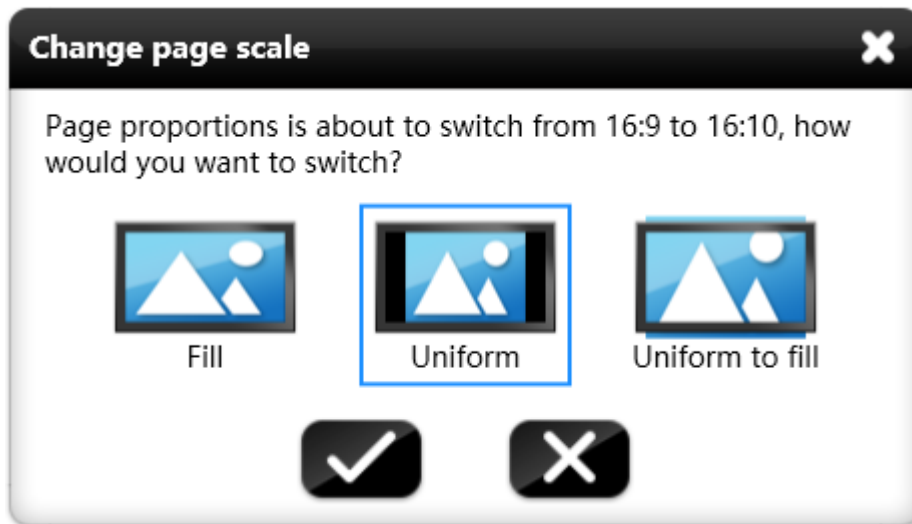 Change page scale
Page proportions is about to switch from 16:9 to 16:10, how
would you want to switch?
Fill
Uniform
Uniform to fill